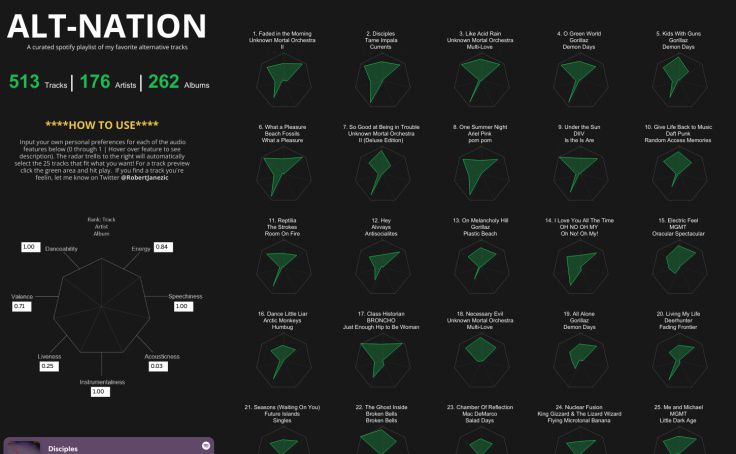 ALT-NATION
A curated spotify playlist of my favorite alternative tracks
513 Tracks | 176 Artists | 262 Albums
****HOW TO USE****
Input your own personal preferences for each of the audio
features below (0 through 1 | Hover over feature to see
description). The radar trellis to the right will automatically
select the 25 tracks that fit what you want! For a track preview
click the green area and hit play. If you find a track you're
feelin, let me know on Twitter @RobertJanezic
Rank: Track
Artist
Album
1.00 Dancability
Energy 0.84
Valence
0.71
Speechiness
1.00
Liveness
0.25
Acousticness
0.03
Instrumentalness
1.00
Disciples
1. Faded in the Morning
Unknown Mortal Orchestra
II
2. Disciples
Tame Impala
Currents
3. Like Acid Rain
Unknown Mortal Orchestra
Multi-Love
4. O Green World
Gorillaz
Demon Days
5. Kids With Guns
Gorillaz
Demon Days
6. What a Pleasure
Beach Fossils
What a Pleasure
7. So Good at Being in Trouble
Unknown Mortal Orchestra
II (Deluxe Edition)
8. One Summer Night
Ariel Pink
pom pom
9. Under the Sun
DIIV
Is the Is Are
10. Give Life Back to Music
Daft Punk
Random Access Memories
11. Reptilia
The Strokes
Room On Fire
12. Hey
Alvvays
Antisocialites
13. On Melancholy Hill
Gorillaz
Plastic Beach
14. I Love You All The Time
OH NO OH MY
Oh No! Oh My!
15. Electric Feel
MGMT
Oracular Spectacular
16. Dance Little Liar
Arctic Monkeys
Humbug
17. Class Historian
BRONCHO
Just Enough Hip to Be Woman
18. Necessary Evil
Unknown Mortal Orchestra
Multi-Love
19. All Alone
Gorillaz
Demon Days
20. Living My Life
Deerhunter
Fading Frontier
21. Seasons (Waiting On You)
Future Islands
Singles
22. The Ghost Inside
Broken Bells
Broken Bells
23. Chamber Of Reflection
Mac DeMarco
Salad Days
24. Nuclear Fusion
King Gizzard & The Lizard Wizard
Flying Microtonal Banana
25. Me and Michael
MGMT
Little Dark Age